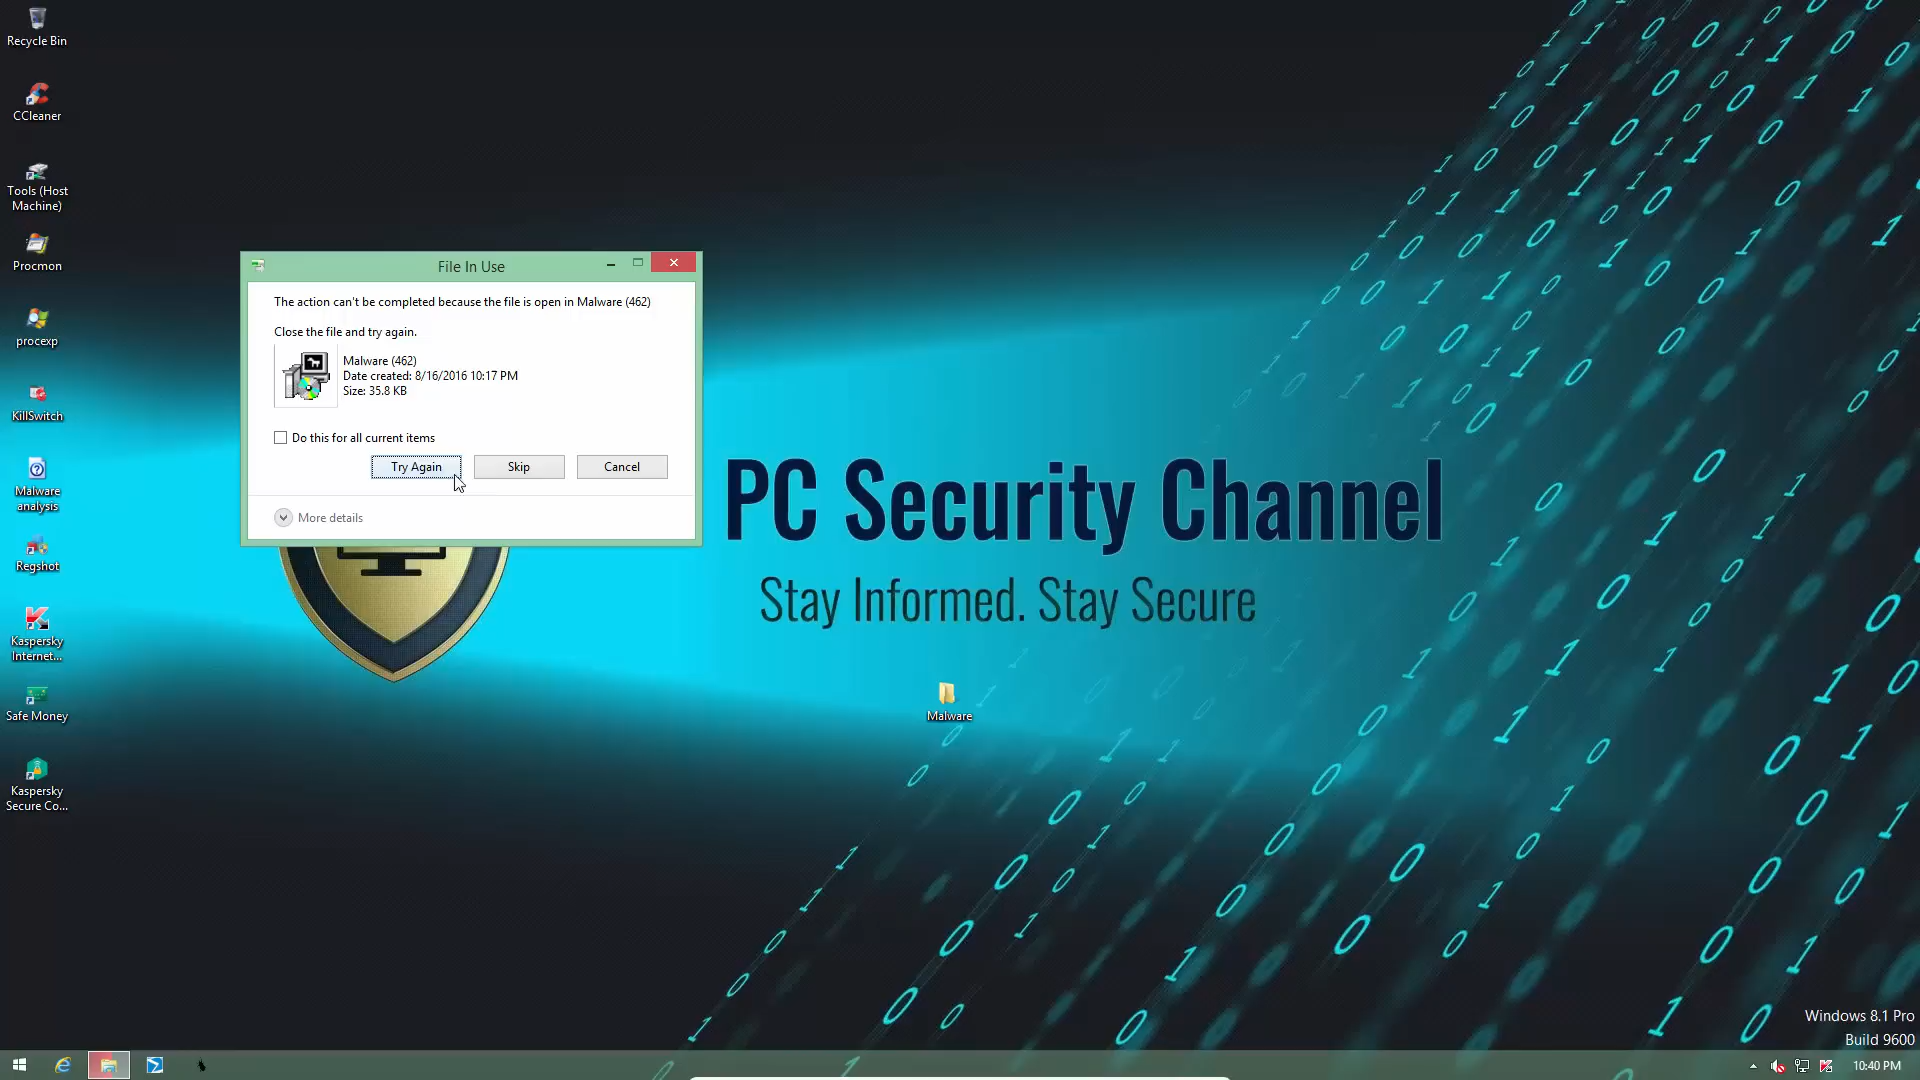 Recycle Bin
CCleaner
Tools (Host
Machine)
Procmon
procexp
KillSwitch
Malware
analysis
Regshot
Kaspersky
Internet...
Safe Money
Kaspersky
Secure Co...
File In Use
The action can't be completed because the file is open in Malware (462)
Close the file and try again.
Malware (462)
Date created: 8/16/2016 10:17 PM
Size: 35.8 KB
Do this for all current items
Try Again
Skip
Cancel
More details
PC Security Channel
Stay Informed. Stay Secure
Malware
Windows 8.1 Pro
Build 9600
10:40 PM